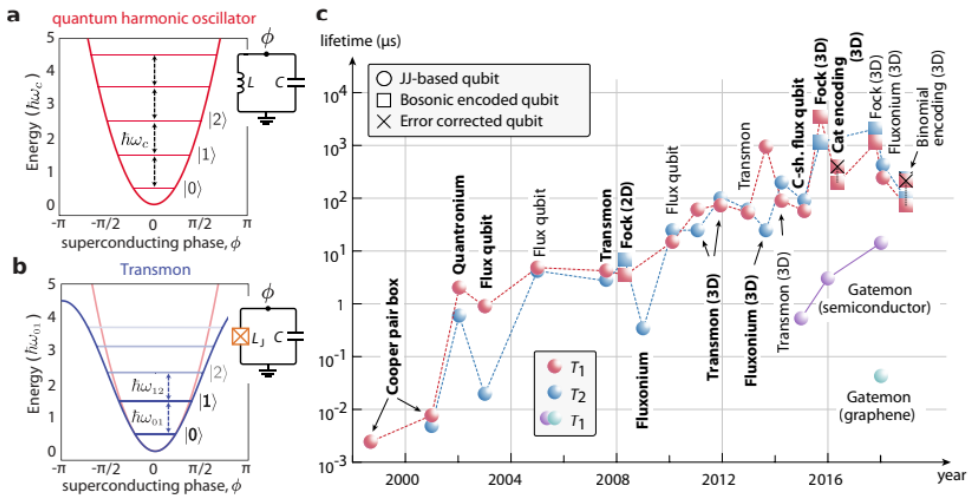 a
quantum harmonic oscillator
Energy (ℏω_c)
5
4
3
2
1
0
ℏω_c
|2⟩
|1⟩
|0⟩
-π
-π/2
0
π/2
π
superconducting phase, ϕ
ϕ
L
C
b
Transmon
Energy (ℏω_01)
5
4
3
2
1
0
ℏω_12
ℏω_01
|2⟩
|1⟩
|0⟩
-π
-π/2
0
π/2
π
superconducting phase, ϕ
ϕ
L_J
C
c
lifetime (μs)
10^4
10^3
10^2
10^1
1
10^-1
10^-2
10^-3
JJ-based qubit
Bosonic encoded qubit
Error corrected qubit
Cooper pair box
Quantronium
Flux qubit
Flux qubit
Transmon
Fock (2D)
Fluxonium
Flux qubit
Transmon (3D)
Transmon
Fluxonium (3D)
Transmon (3D)
C-sh. flux qubit
Fock (3D)
Cat encoding (3D)
Fock (3D)
Fluxonium (3D)
Binomial
encoding (3D)
Gatemon
(semiconductor)
Gatemon
(graphene)
T_1
T_2
T_1
2000
2004
2008
2012
2016
year